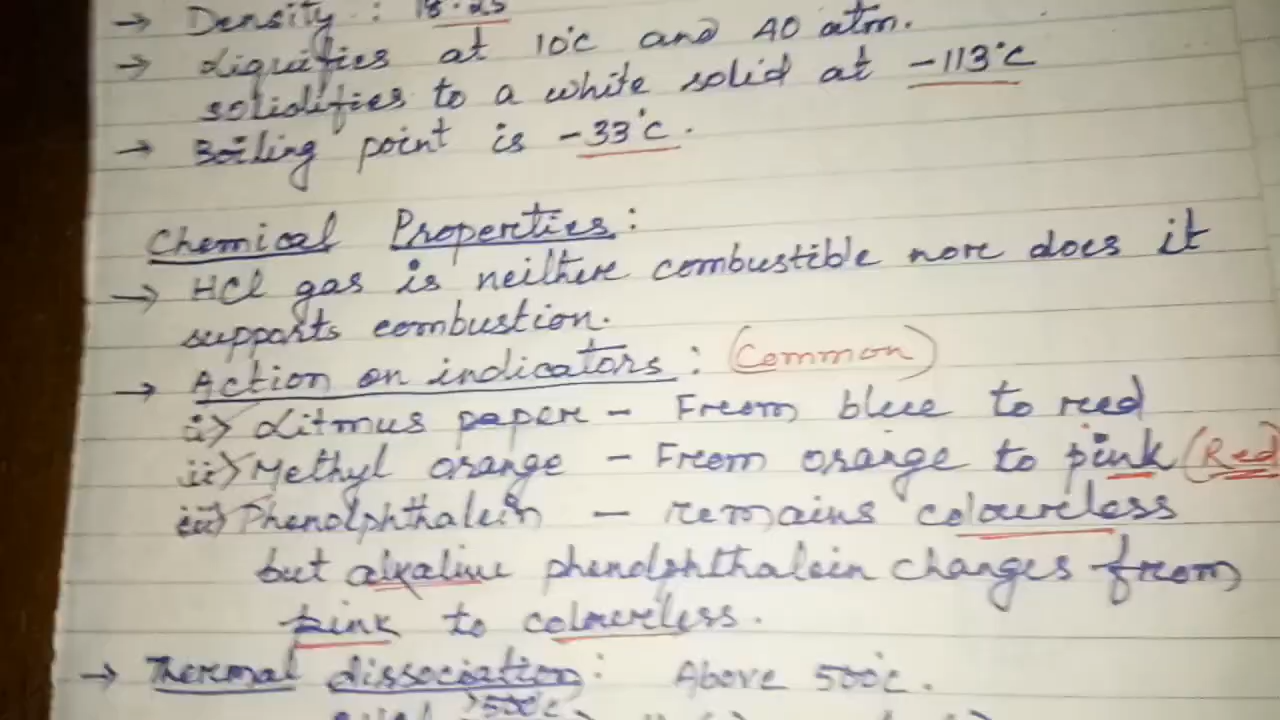 → Density : 18.25
→ Liquifies at 10°c and 40 atm.
solidifies to a white solid at -113°c
→ Boiling point is -33°c.
Chemical Properties :
→ HCl gas is neithere combustible nore does it
supports combustion.
→ Action on indicators : (Common)
i) Litmus paper - From blue to reed
ii) Methyl orange - From orange to pink (Red)
iii) Phenolphthalein - remains colourless
but alkaline phenolphthalein changes from
pink to colourless.
→ Thermal dissociation : Above 500°c.
>500°c